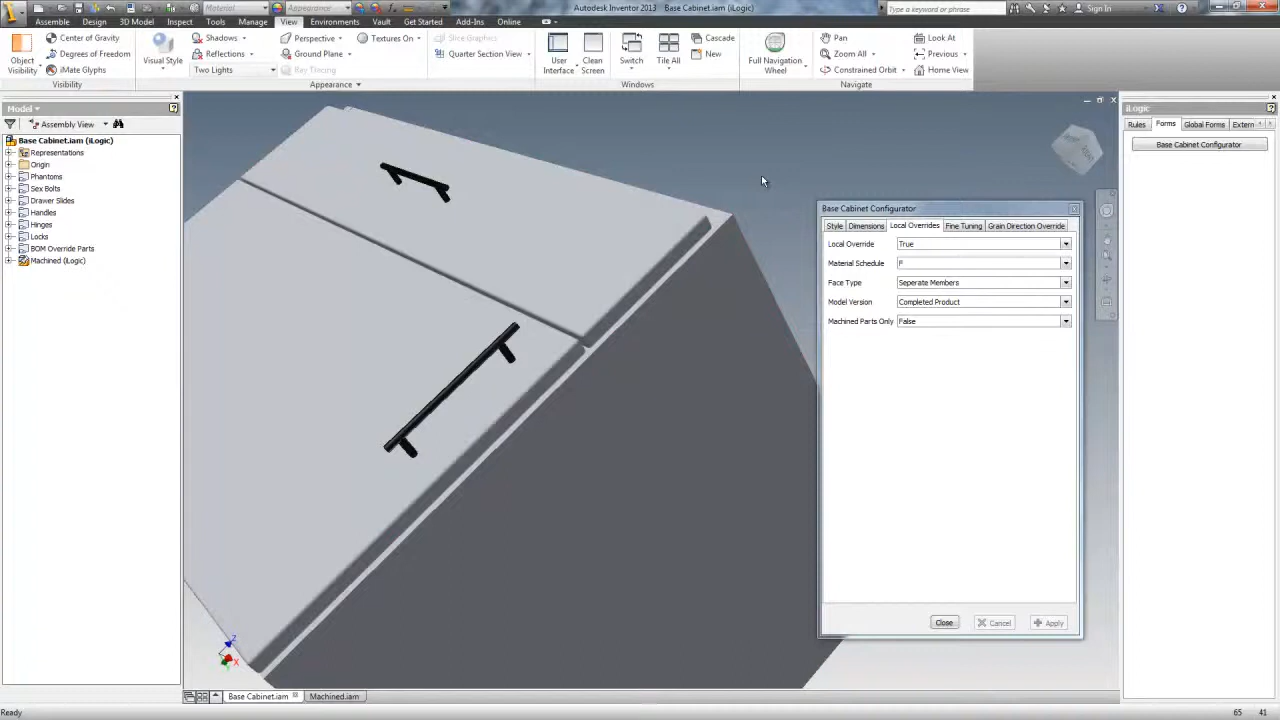 Material
Appearance
Autodesk Inventor 2013 Base Cabinet.iam (iLogic)
Type a keyword or phrase
Sign In
Assemble Design 3D Model Inspect Tools Manage View Environments Vault Get Started Add-Ins Online
Object Visibility
Center of Gravity
Degrees of Freedom
iMate Glyphs
Visibility
Visual Style
Shadows
Reflections
Two Lights
Perspective
Ground Plane
Ray Tracing
Textures On
Appearance
Slice Graphics
Quarter Section View
User Interface
Clean Screen
Switch
Tile All
Cascade
New
Windows
Full Navigation Wheel
Pan
Zoom All
Constrained Orbit
Look At
Previous
Home View
Navigate
Model
Assembly View
Base Cabinet.iam (iLogic)
Representations
Origin
Phantoms
Sex Bolts
Drawer Slides
Handles
Hinges
Locks
BOM Override Parts
Machined (iLogic)
Z
X
Base Cabinet Configurator
Style Dimensions Local Overrides Fine Tuning Grain Direction Override
Local Override True
Material Schedule F
Face Type Seperate Members
Model Version Completed Product
Machined Parts Only False
Close Cancel Apply
iLogic
Rules Forms Global Forms Extern
Base Cabinet Configurator
Base Cabinet.iam Machined.iam
Ready 65 41